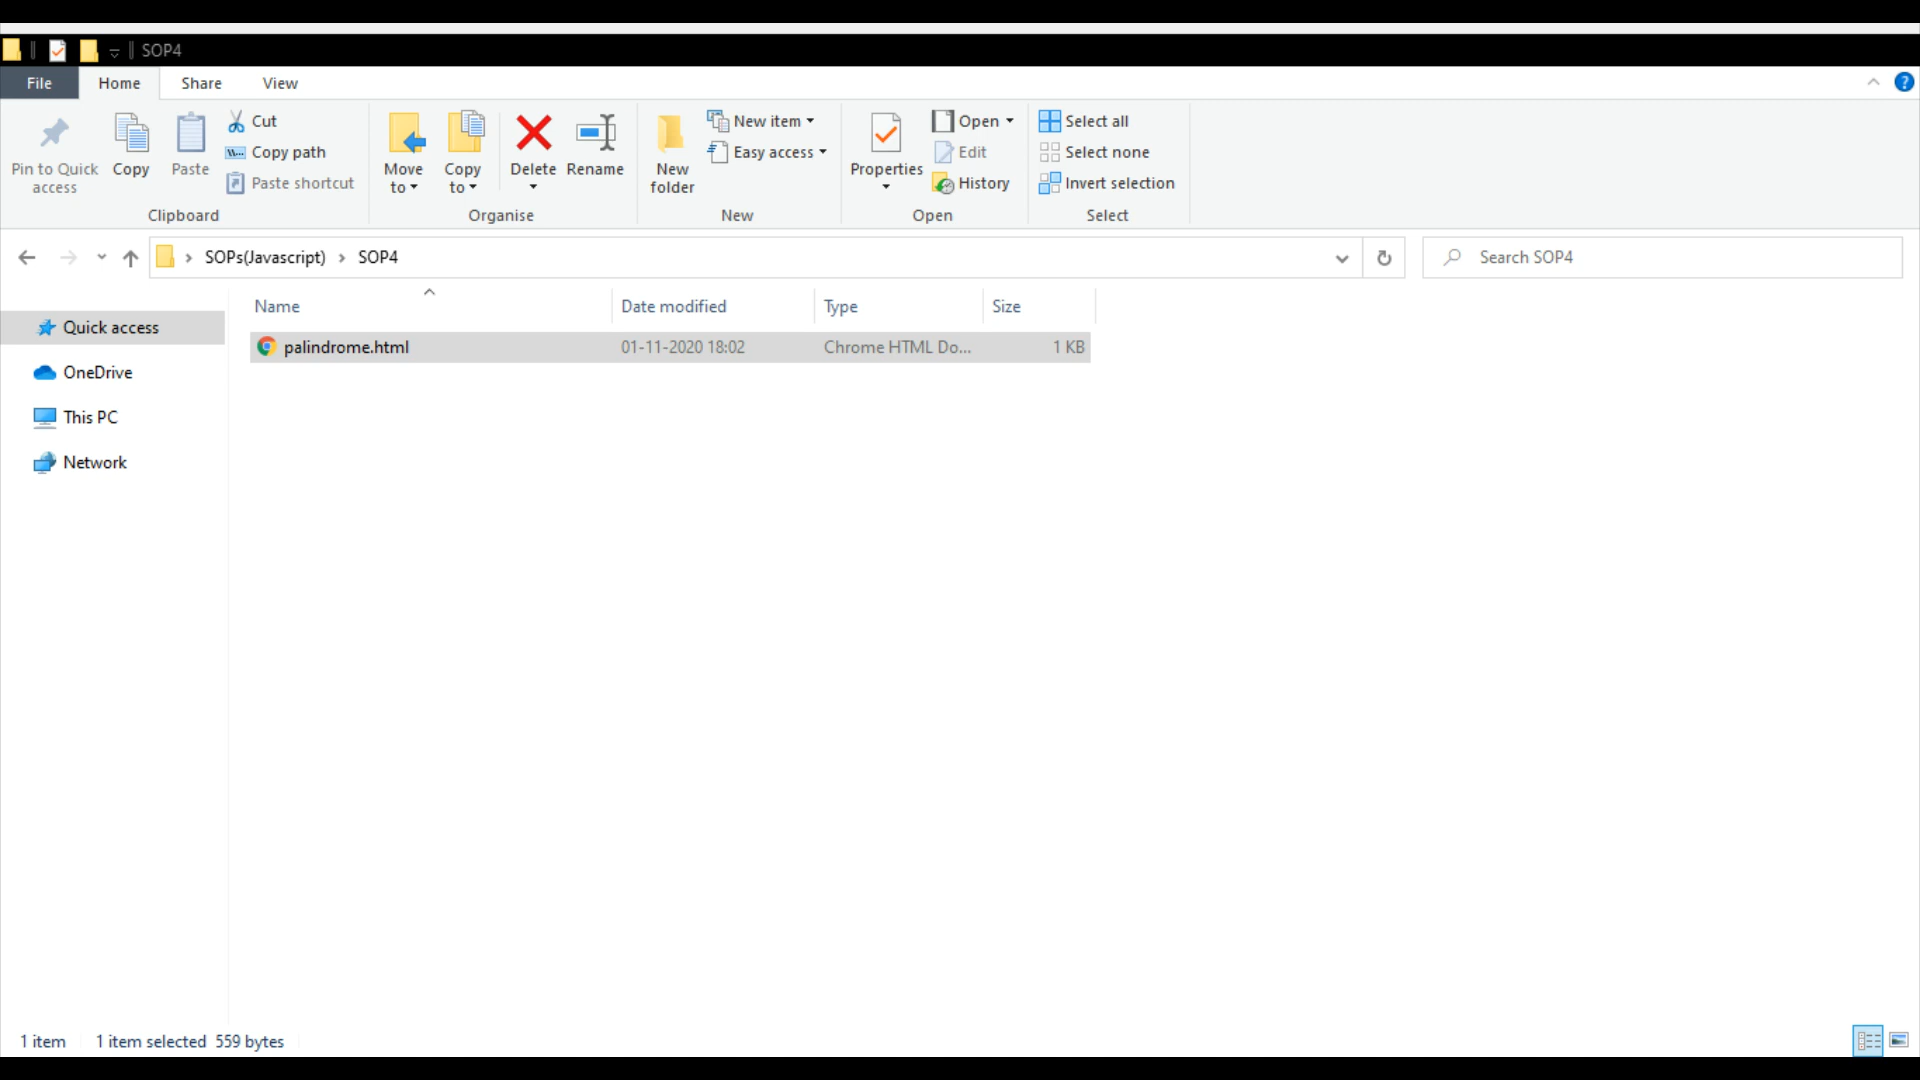 SOP4
File Home Share View
Pin to Quick access
Copy
Paste
Cut
Copy path
Paste shortcut
Clipboard
Move to
Copy to
Delete
Rename
Organise
New folder
New item
Easy access
New
Properties
Open
Edit
History
Open
Select all
Select none
Invert selection
Select
SOPs(Javascript) › SOP4
Search SOP4
Name Date modified Type Size
palindrome.html 01-11-2020 18:02 Chrome HTML Do... 1 KB
Quick access
OneDrive
This PC
Network
1 item 1 item selected 559 bytes